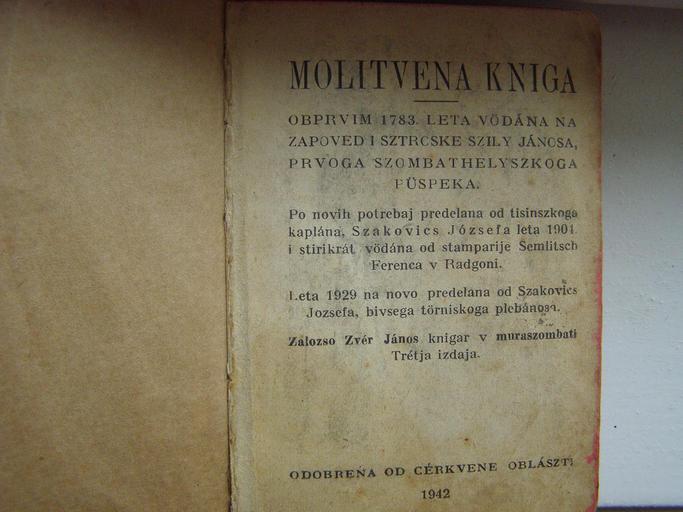 MOLITVENA KNIGA
OBPRVIM 1783. LETA VÖDÁNA NA
ZAPOVED I SZTRCSKE SZILY JÁNOSA,
PRVOGA SZOMBATHELYSZKOGA
PÜSPEKA.
Po novih potrebaj predelana od tisinszkoga
kaplána, Szakovics Józsefa leta 1901.
i stirikrát vödána od stamparije Semlitsch
Ferenca v Radgoni.
Leta 1929 na novo predelana od Szakovics
Jozsefa, bivsega törniskoga plebánosa.
Zalozso Zvér János knigar v muraszombati
Trétja izdaja.
ODOBRENA OD CÉRKVENE OBLÁSZTI
1942